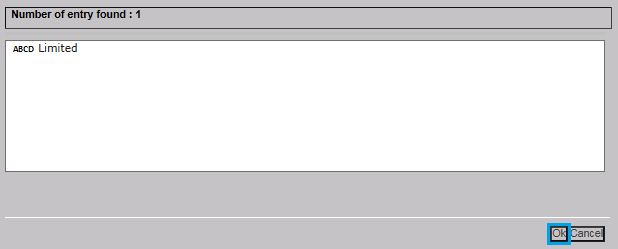 Number of entry found : 1
ABCD Limited
Ok Cancel